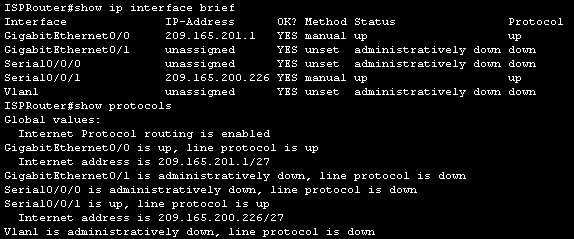 ISPRouter#show ip interface brief
Interface              IP-Address      OK? Method Status                Protocol
GigabitEthernet0/0     209.165.201.1   YES manual up                    up
GigabitEthernet0/1     unassigned      YES unset  administratively down down
Serial0/0/0            unassigned      YES unset  administratively down down
Serial0/0/1            209.165.200.226 YES manual up                    up
Vlan1                  unassigned      YES unset  administratively down down
ISPRouter#show protocols
Global values:
  Internet Protocol routing is enabled
GigabitEthernet0/0 is up, line protocol is up
  Internet address is 209.165.201.1/27
GigabitEthernet0/1 is administratively down, line protocol is down
Serial0/0/0 is administratively down, line protocol is down
Serial0/0/1 is up, line protocol is up
  Internet address is 209.165.200.226/27
Vlan1 is administratively down, line protocol is down